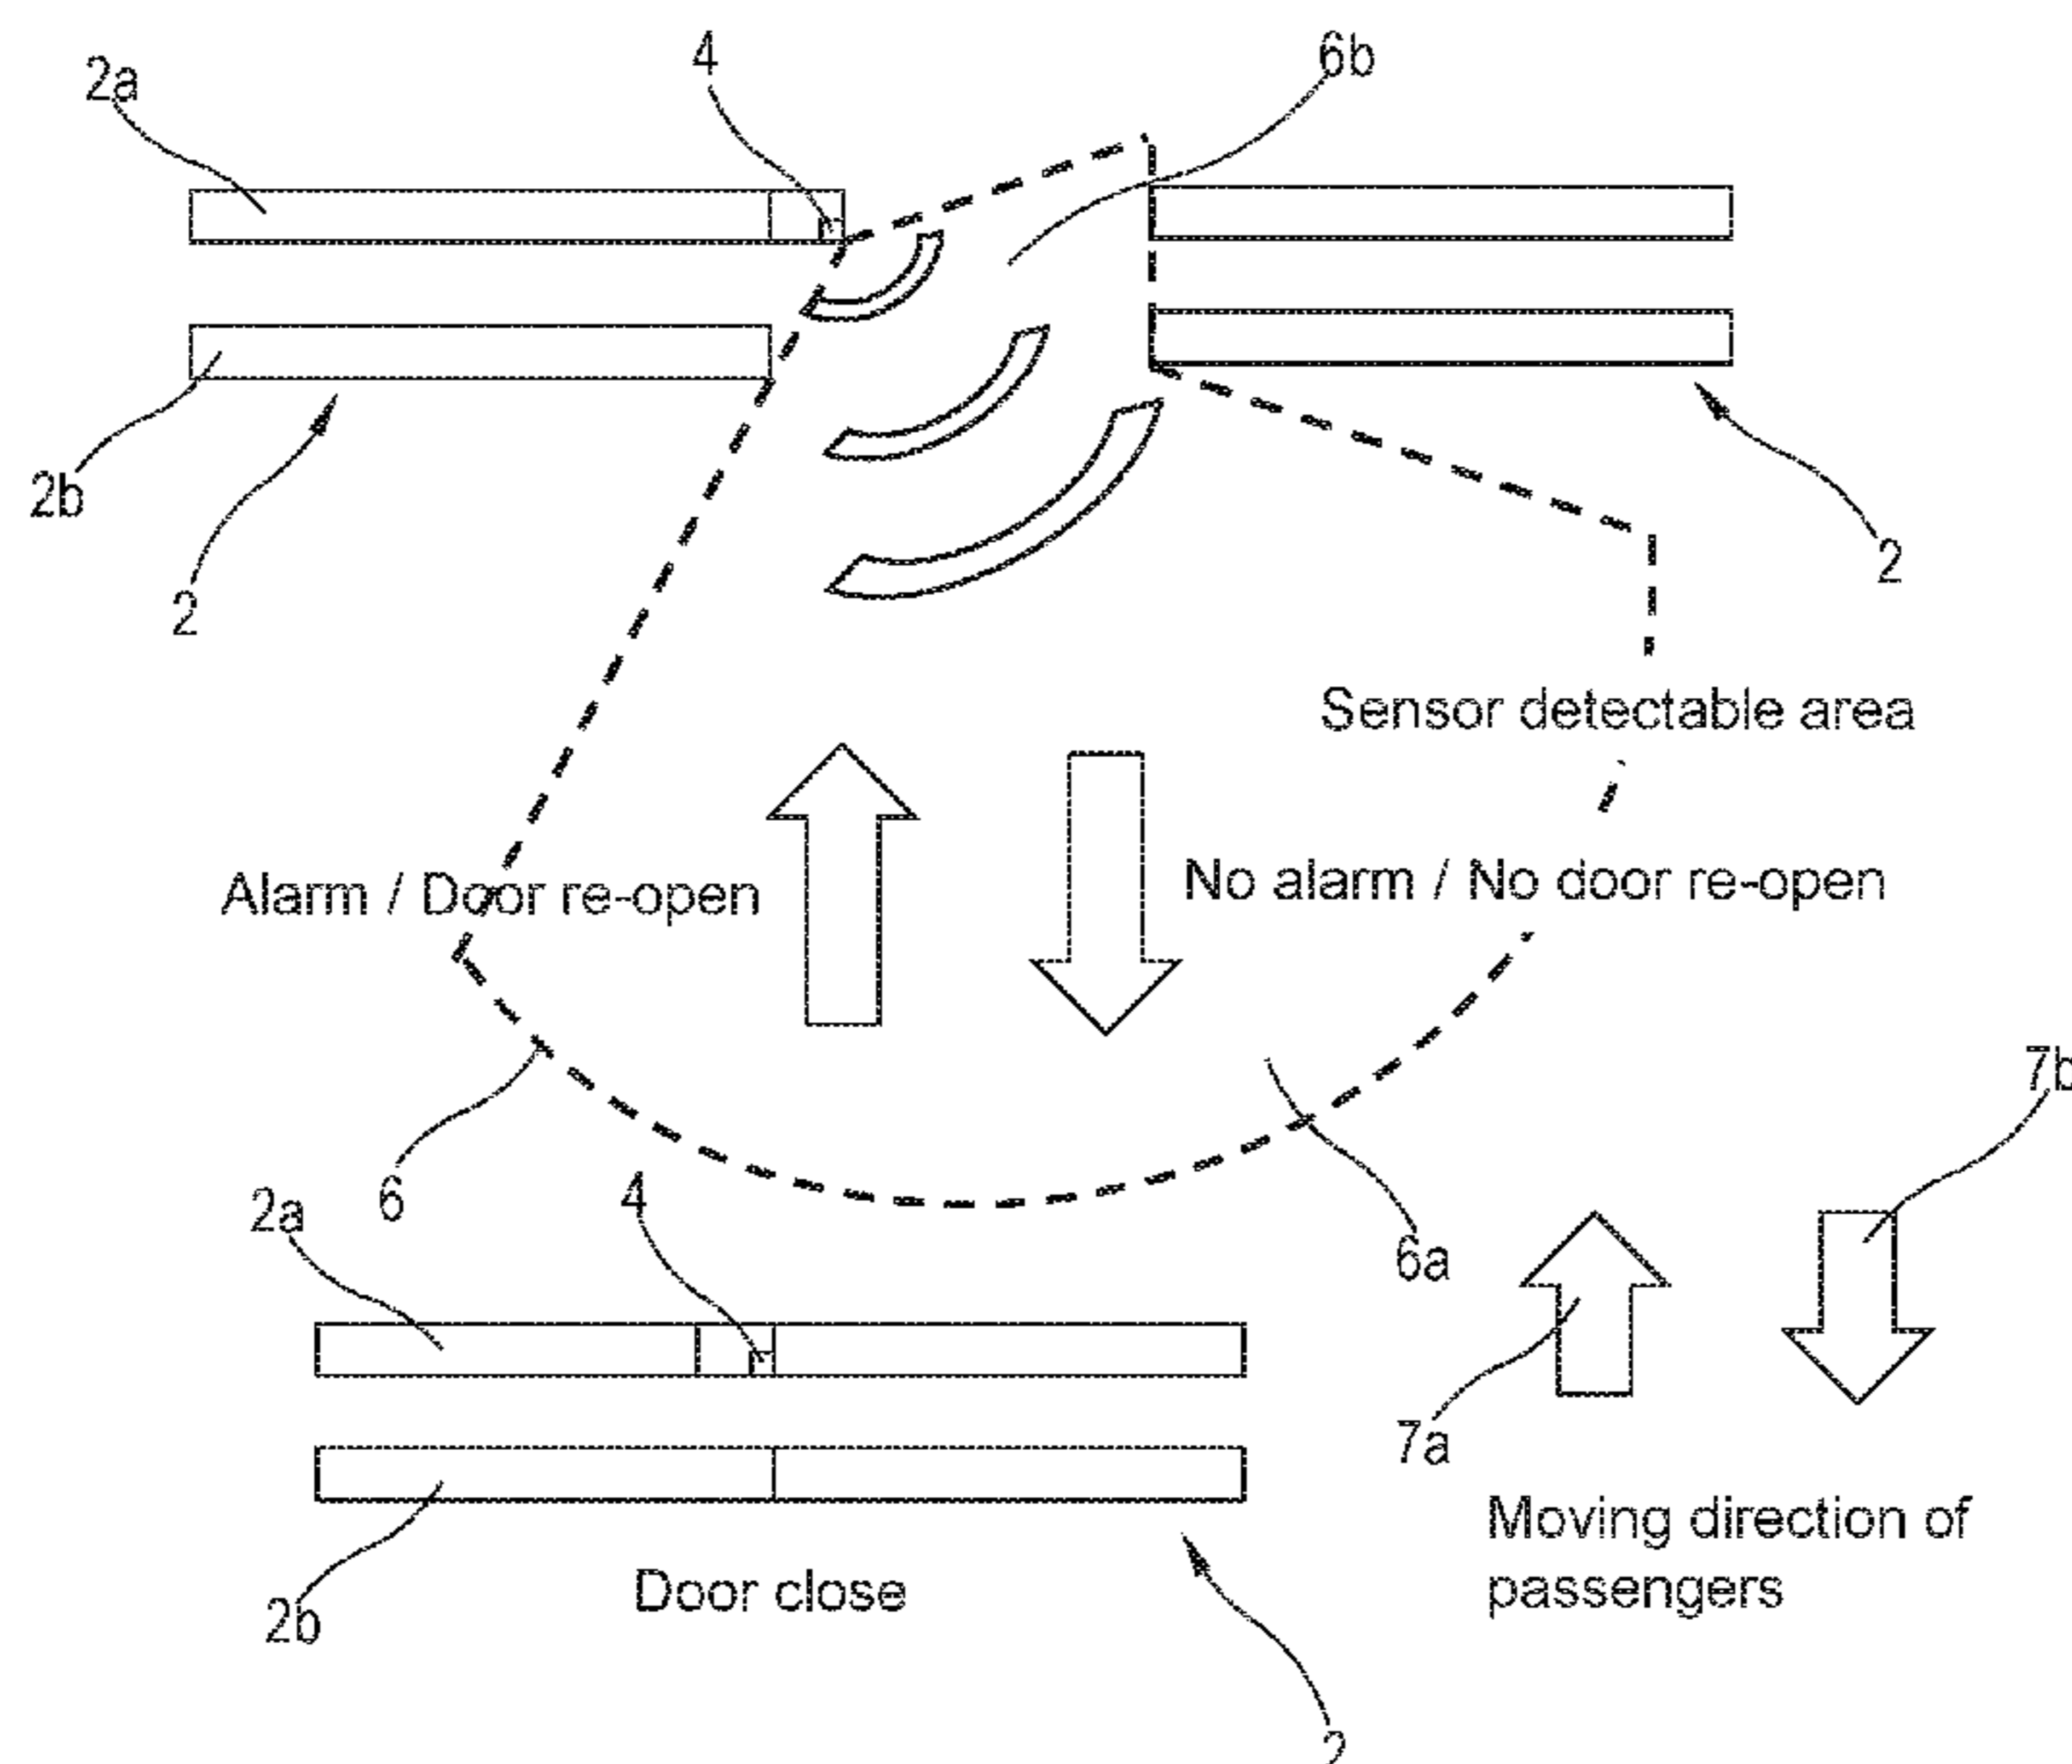 2a
4
6b
2b
2
2
Sensor detectable area
Alarm / Door re-open
No alarm / No door re-open
6
2a
4
6a
7b
7a
2b
Door close
Moving direction of
passengers
2